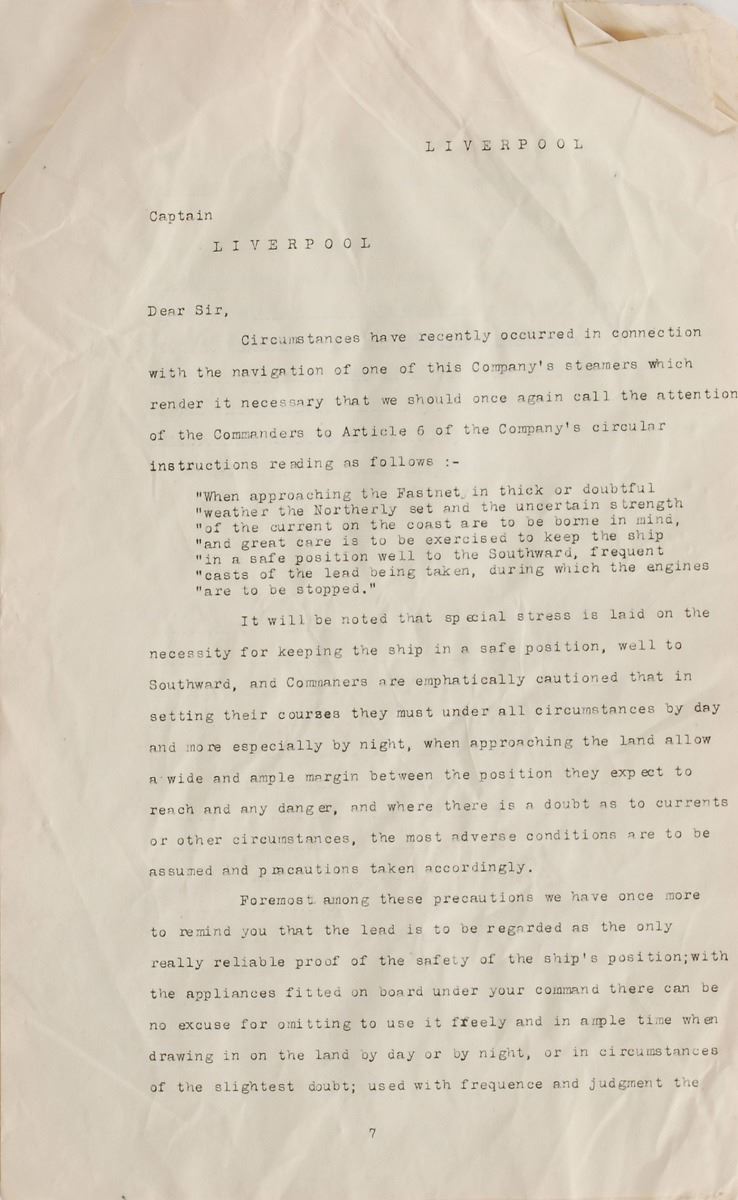 L I V E R P O O L
Captain
L I V E R P O O L
Dear Sir,
Circumstances have recently occurred in connection
with the navigation of one of this Company's steamers which
render it necessary that we should once again call the attention
of the Commanders to Article 6 of the Company's circular
instructions reading as follows :-
"When approaching the Fastnet, in thick or doubtful
"weather the Northerly set and the uncertain strength
"of the current on the coast are to be borne in mind,
"and great care is to be exercised to keep the ship
"in a safe position well to the Southward, frequent
"casts of the lead being taken, during which the engines
"are to be stopped."
It will be noted that special stress is laid on the
necessity for keeping the ship in a safe position, well to
Southward, and Commaners are emphatically cautioned that in
setting their courses they must under all circumstances by day
and more especially by night, when approaching the land allow
a wide and ample margin between the position they expect to
reach and any danger, and where there is a doubt as to currents
or other circumstances, the most adverse conditions are to be
assumed and precautions taken accordingly.
Foremost among these precautions we have once more
to remind you that the lead is to be regarded as the only
really reliable proof of the safety of the ship's position;with
the appliances fitted on board under your command there can be
no excuse for omitting to use it freely and in ample time when
drawing in on the land by day or by night, or in circumstances
of the slightest doubt; used with frequence and judgment the
7